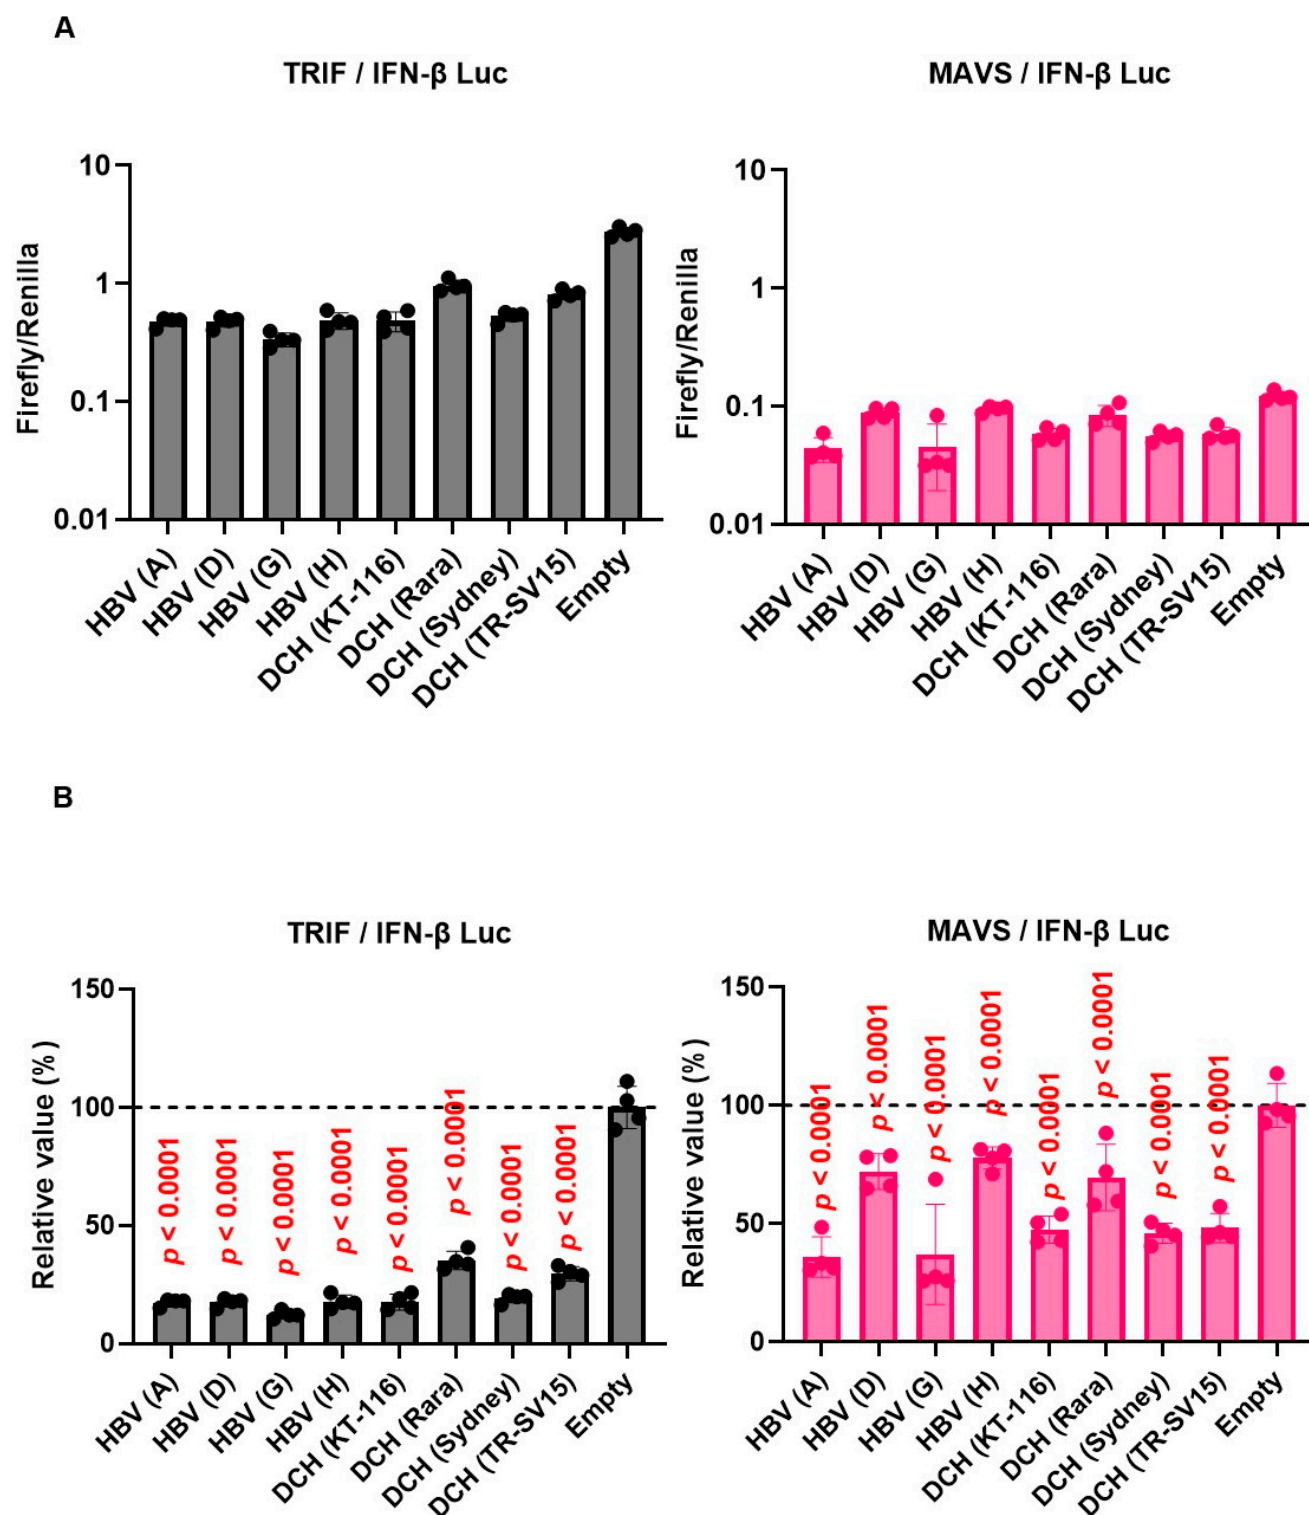 A
TRIF / IFN-β Luc
MAVS / IFN-β Luc
Firefly/Renilla
10
1
0.1
0.01
HBV (A)
HBV (D)
HBV (G)
HBV (H)
DCH (KT-116)
DCH (Rara)
DCH (Sydney)
DCH (TR-SV15)
Empty
Firefly/Renilla
10
1
0.1
0.01
HBV (A)
HBV (D)
HBV (G)
HBV (H)
DCH (KT-116)
DCH (Rara)
DCH (Sydney)
DCH (TR-SV15)
Empty
B
TRIF / IFN-β Luc
MAVS / IFN-β Luc
Relative value (%)
150
100
50
0
p < 0.0001
p < 0.0001
p < 0.0001
p < 0.0001
p < 0.0001
p < 0.0001
p < 0.0001
p < 0.0001
HBV (A)
HBV (D)
HBV (G)
HBV (H)
DCH (KT-116)
DCH (Rara)
DCH (Sydney)
DCH (TR-SV15)
Empty
Relative value (%)
150
100
50
0
p < 0.0001
p < 0.0001
p < 0.0001
p < 0.0001
p < 0.0001
p < 0.0001
p < 0.0001
p < 0.0001
HBV (A)
HBV (D)
HBV (G)
HBV (H)
DCH (KT-116)
DCH (Rara)
DCH (Sydney)
DCH (TR-SV15)
Empty